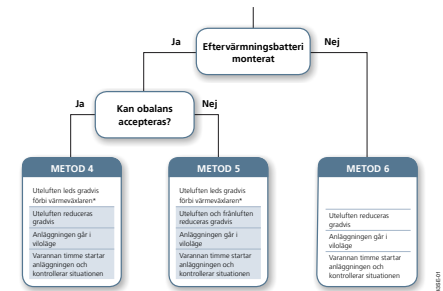 Ja
Eftervärmningsbatteri
monterat
Nej
Ja
Kan obalans
accepteras?
Nej
METOD 4
Uteluften leds gradvis
förbi värmeväxlaren*
Uteluften reduceras
gradvis
Anläggningen går i
viloläge
Varannan timme startar
anläggningen och
kontrollerar situationen
METOD 5
Uteluften leds gradvis
förbi värmeväxlaren*
Uteluften och frånluften
reduceras gradvis
Anläggningen går i
viloläge
Varannan timme startar
anläggningen och
kontrollerar situationen
METOD 6
Uteluften reduceras
gradvis
Anläggningen går i
viloläge
Varannan timme startar
anläggningen och
kontrollerar situationen